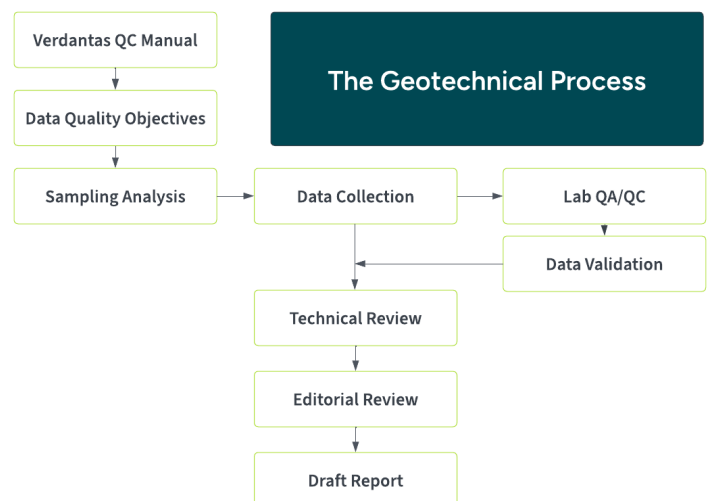 Verdantas QC Manual
The Geotechnical Process
Data Quality Objectives
Sampling Analysis
Data Collection
Lab QA/QC
Data Validation
Technical Review
Editorial Review
Draft Report